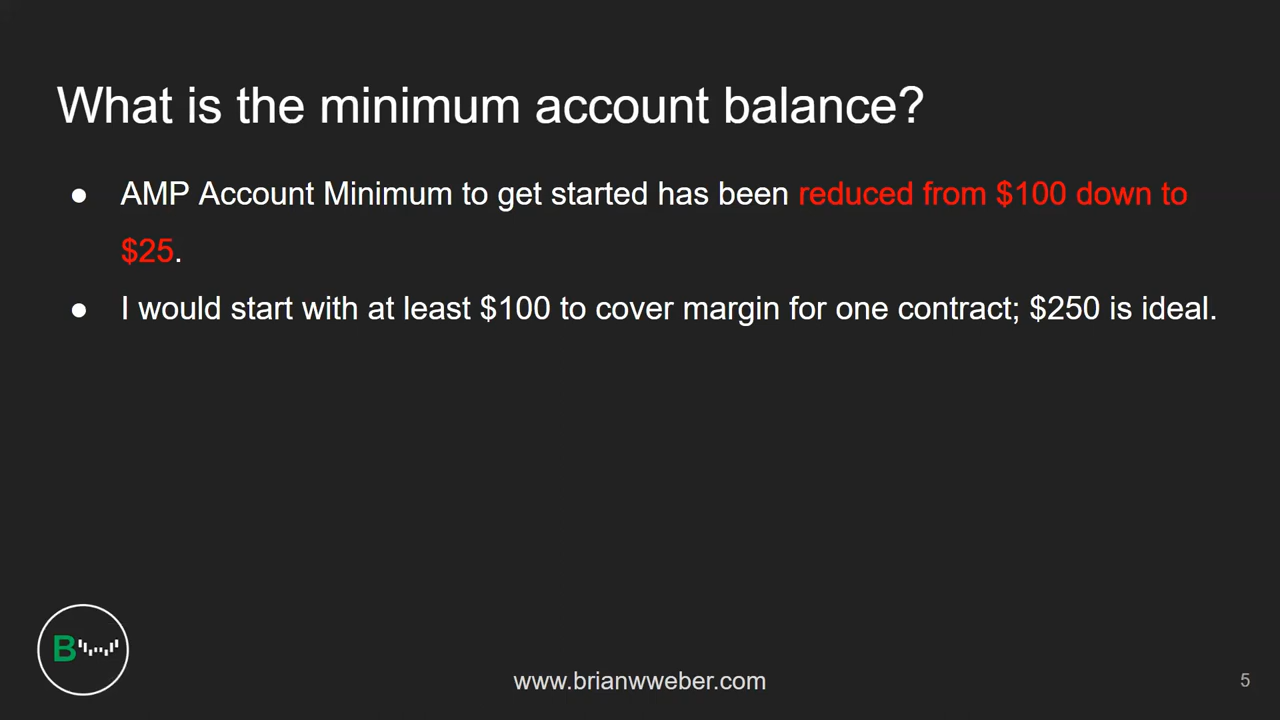 What is the minimum account balance?
● AMP Account Minimum to get started has been reduced from $100 down to
$25.
● I would start with at least $100 to cover margin for one contract; $250 is ideal.
B
www.brianwweber.com
5